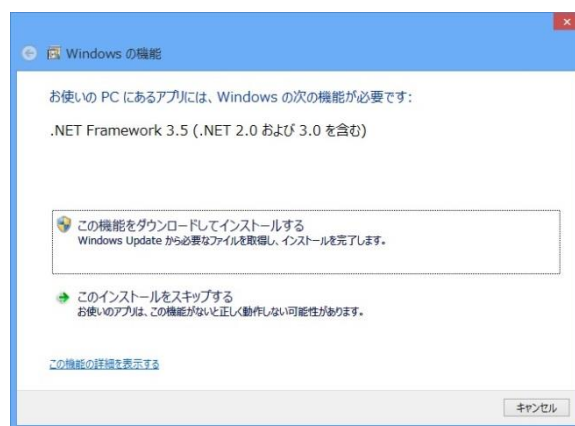 Windows の機能
お使いの PC にあるアプリには、Windows の次の機能が必要です:
.NET Framework 3.5 (.NET 2.0 および 3.0 を含む)
この機能をダウンロードしてインストールする
Windows Update から必要なファイルを取得し、インストールを完了します。
このインストールをスキップする
お使いのアプリは、この機能がないと正しく動作しない可能性があります。
この機能の詳細を表示する
キャンセル